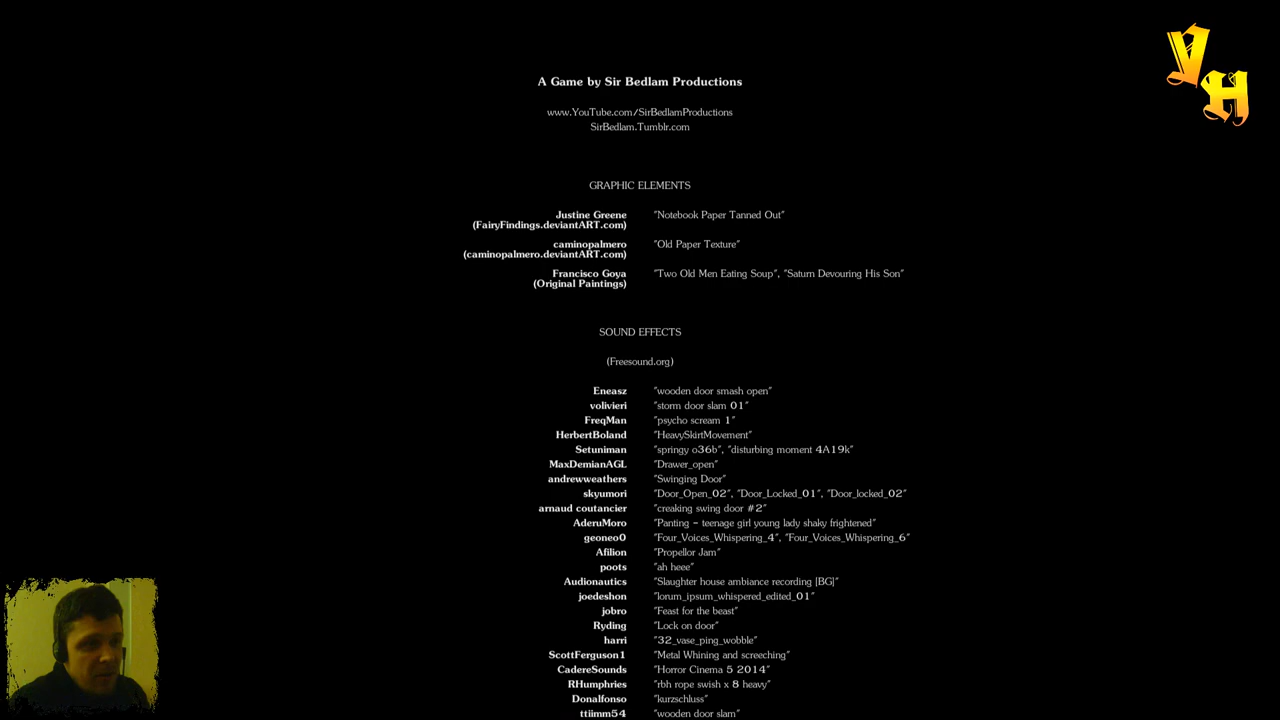 VH
A Game by Sir Bedlam Productions
www.YouTube.com/SirBedlamProductions
SirBedlam.Tumblr.com
GRAPHIC ELEMENTS
Justine Greene "Notebook Paper Tanned Out"
(FairyFindings.deviantART.com)
caminopalmero "Old Paper Texture"
(caminopalmero.deviantART.com)
Francisco Goya "Two Old Men Eating Soup", "Saturn Devouring His Son"
(Original Paintings)
SOUND EFFECTS
(Freesound.org)
Eneasz "wooden door smash open"
volivieri "storm door slam 01"
FreqMan "psycho scream 1"
HerbertBoland "HeavySkirtMovement"
Setuniman "springy o36b", "disturbing moment 4A19k"
MaxDemianAGL "Drawer_open"
andrewweathers "Swinging Door"
skyumori "Door_Open_02", "Door_Locked_01", "Door_locked_02"
arnaud coutancier "creaking swing door #2"
AderuMoro "Panting - teenage girl young lady shaky frightened"
geoneo0 "Four_Voices_Whispering_4", "Four_Voices_Whispering_6"
Afilion "Propellor Jam"
poots "ah heee"
Audionautics "Slaughter house ambiance recording [BG]"
joedeshon "lorum_ipsum_whispered_edited_01"
jobro "Feast for the beast"
Ryding "Lock on door"
harri "32_vase_ping_wobble"
ScottFerguson1 "Metal Whining and screeching"
CadereSounds "Horror Cinema 5 2014"
RHumphries "rbh rope swish x 8 heavy"
Donalfonso "kurzschluss"
ttiimm54 "wooden door slam"